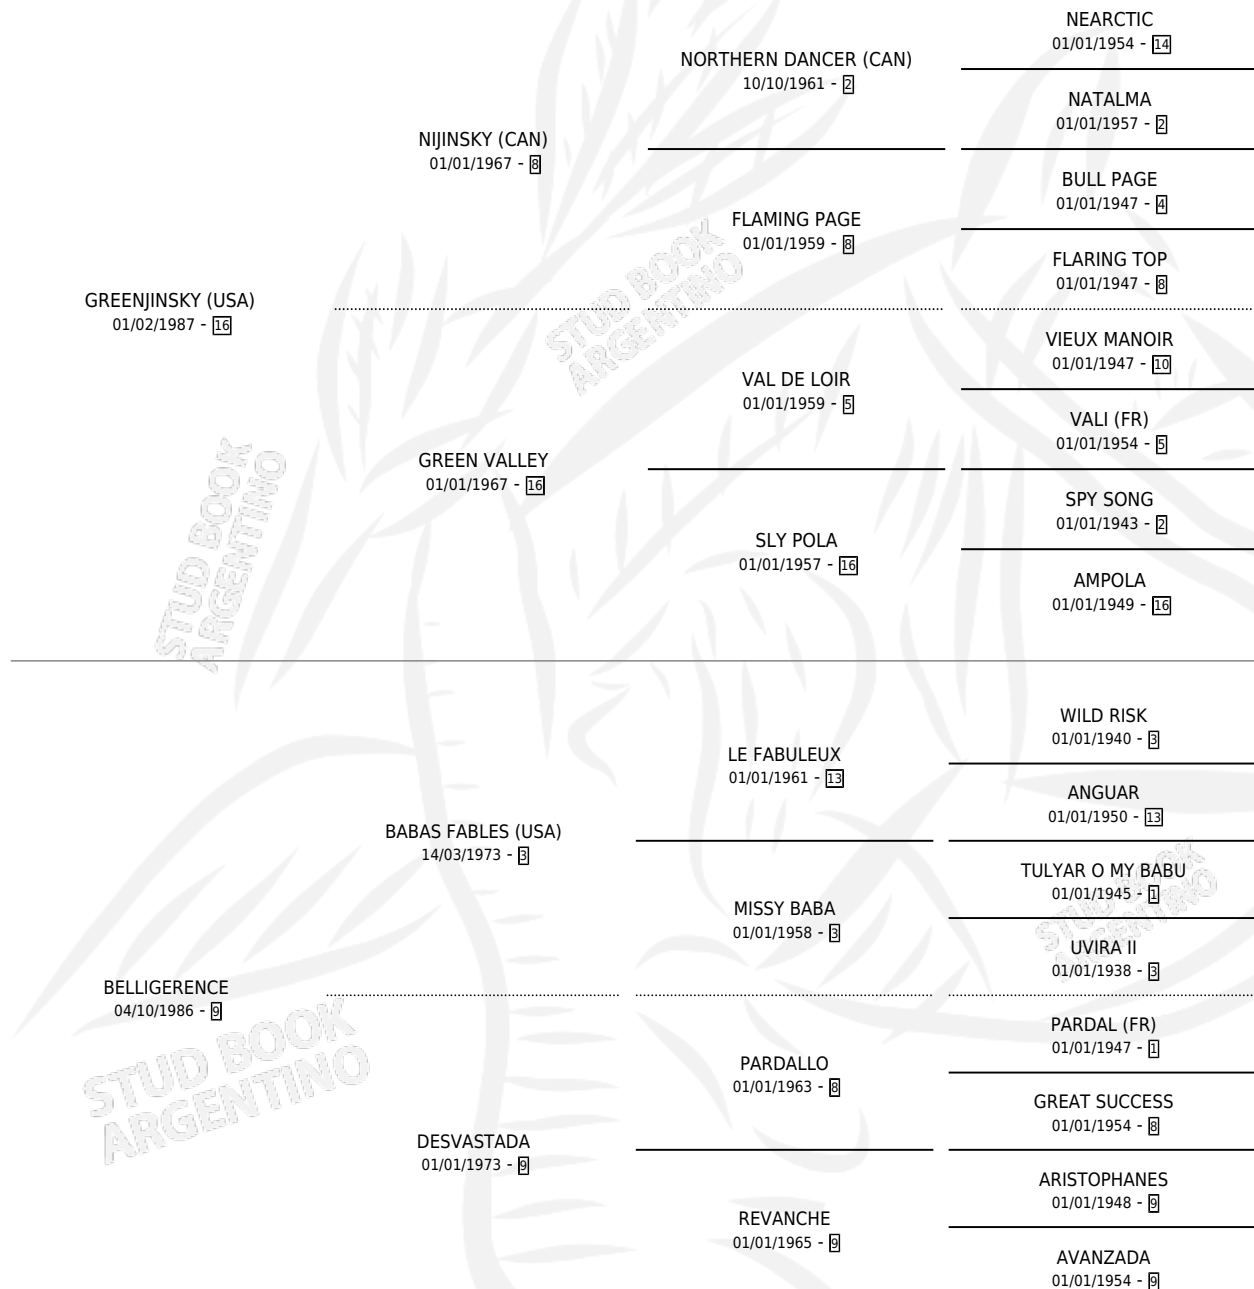 NEARCTIC
01/01/1954 - 14
NORTHERN DANCER (CAN)
10/10/1961 - 2
NATALMA
01/01/1957 - 2
NIJINSKY (CAN)
01/01/1967 - 8
BULL PAGE
01/01/1947 - 4
FLAMING PAGE
01/01/1959 - 8
FLARING TOP
01/01/1947 - 8
GREENJINSKY (USA)
01/02/1987 - 16
VIEUX MANOIR
01/01/1947 - 10
VAL DE LOIR
01/01/1959 - 5
VALI (FR)
01/01/1954 - 5
GREEN VALLEY
01/01/1967 - 16
SPY SONG
01/01/1943 - 2
SLY POLA
01/01/1957 - 16
AMPOLA
01/01/1949 - 16
WILD RISK
01/01/1940 - 3
LE FABULEUX
01/01/1961 - 13
ANGUAR
01/01/1950 - 13
BABAS FABLES (USA)
14/03/1973 - 3
TULYAR O MY BABU
01/01/1945 - 1
MISSY BABA
01/01/1958 - 3
UVIRA II
01/01/1938 - 3
BELLIGERENCE
04/10/1986 - 9
PARDAL (FR)
01/01/1947 - 1
PARDALLO
01/01/1963 - 8
GREAT SUCCESS
01/01/1954 - 8
DESVASTADA
01/01/1973 - 9
ARISTOPHANES
01/01/1948 - 9
REVANCHE
01/01/1965 - 9
AVANZADA
01/01/1954 - 9
STUD BOOK
ARGENTINO
STUD BOOK
ARGENTINO
STUD BOOK
ARGENTINO
STUD BOOK
ARGENTINO